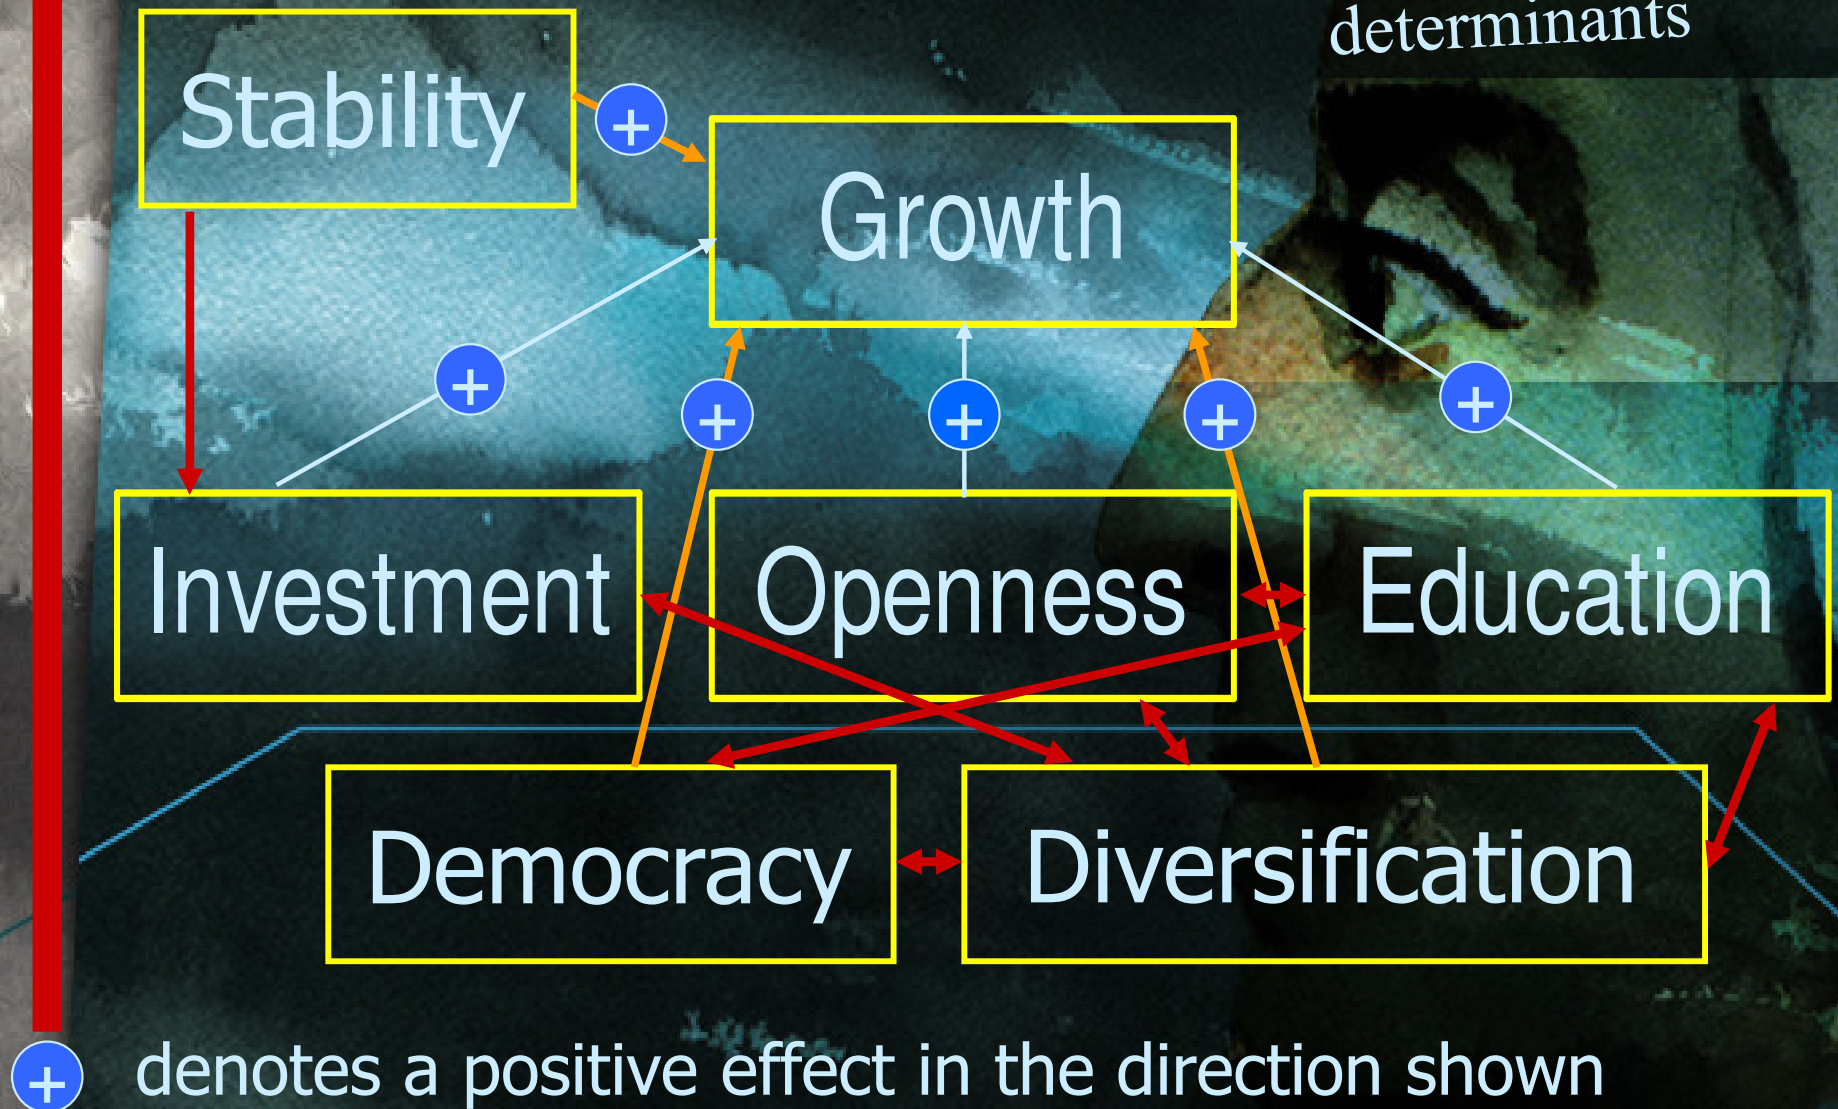 determinants
Stability
+
Growth
+
+
+
+
+
Investment
Openness
Education
Democracy
Diversification
+ denotes a positive effect in the direction shown